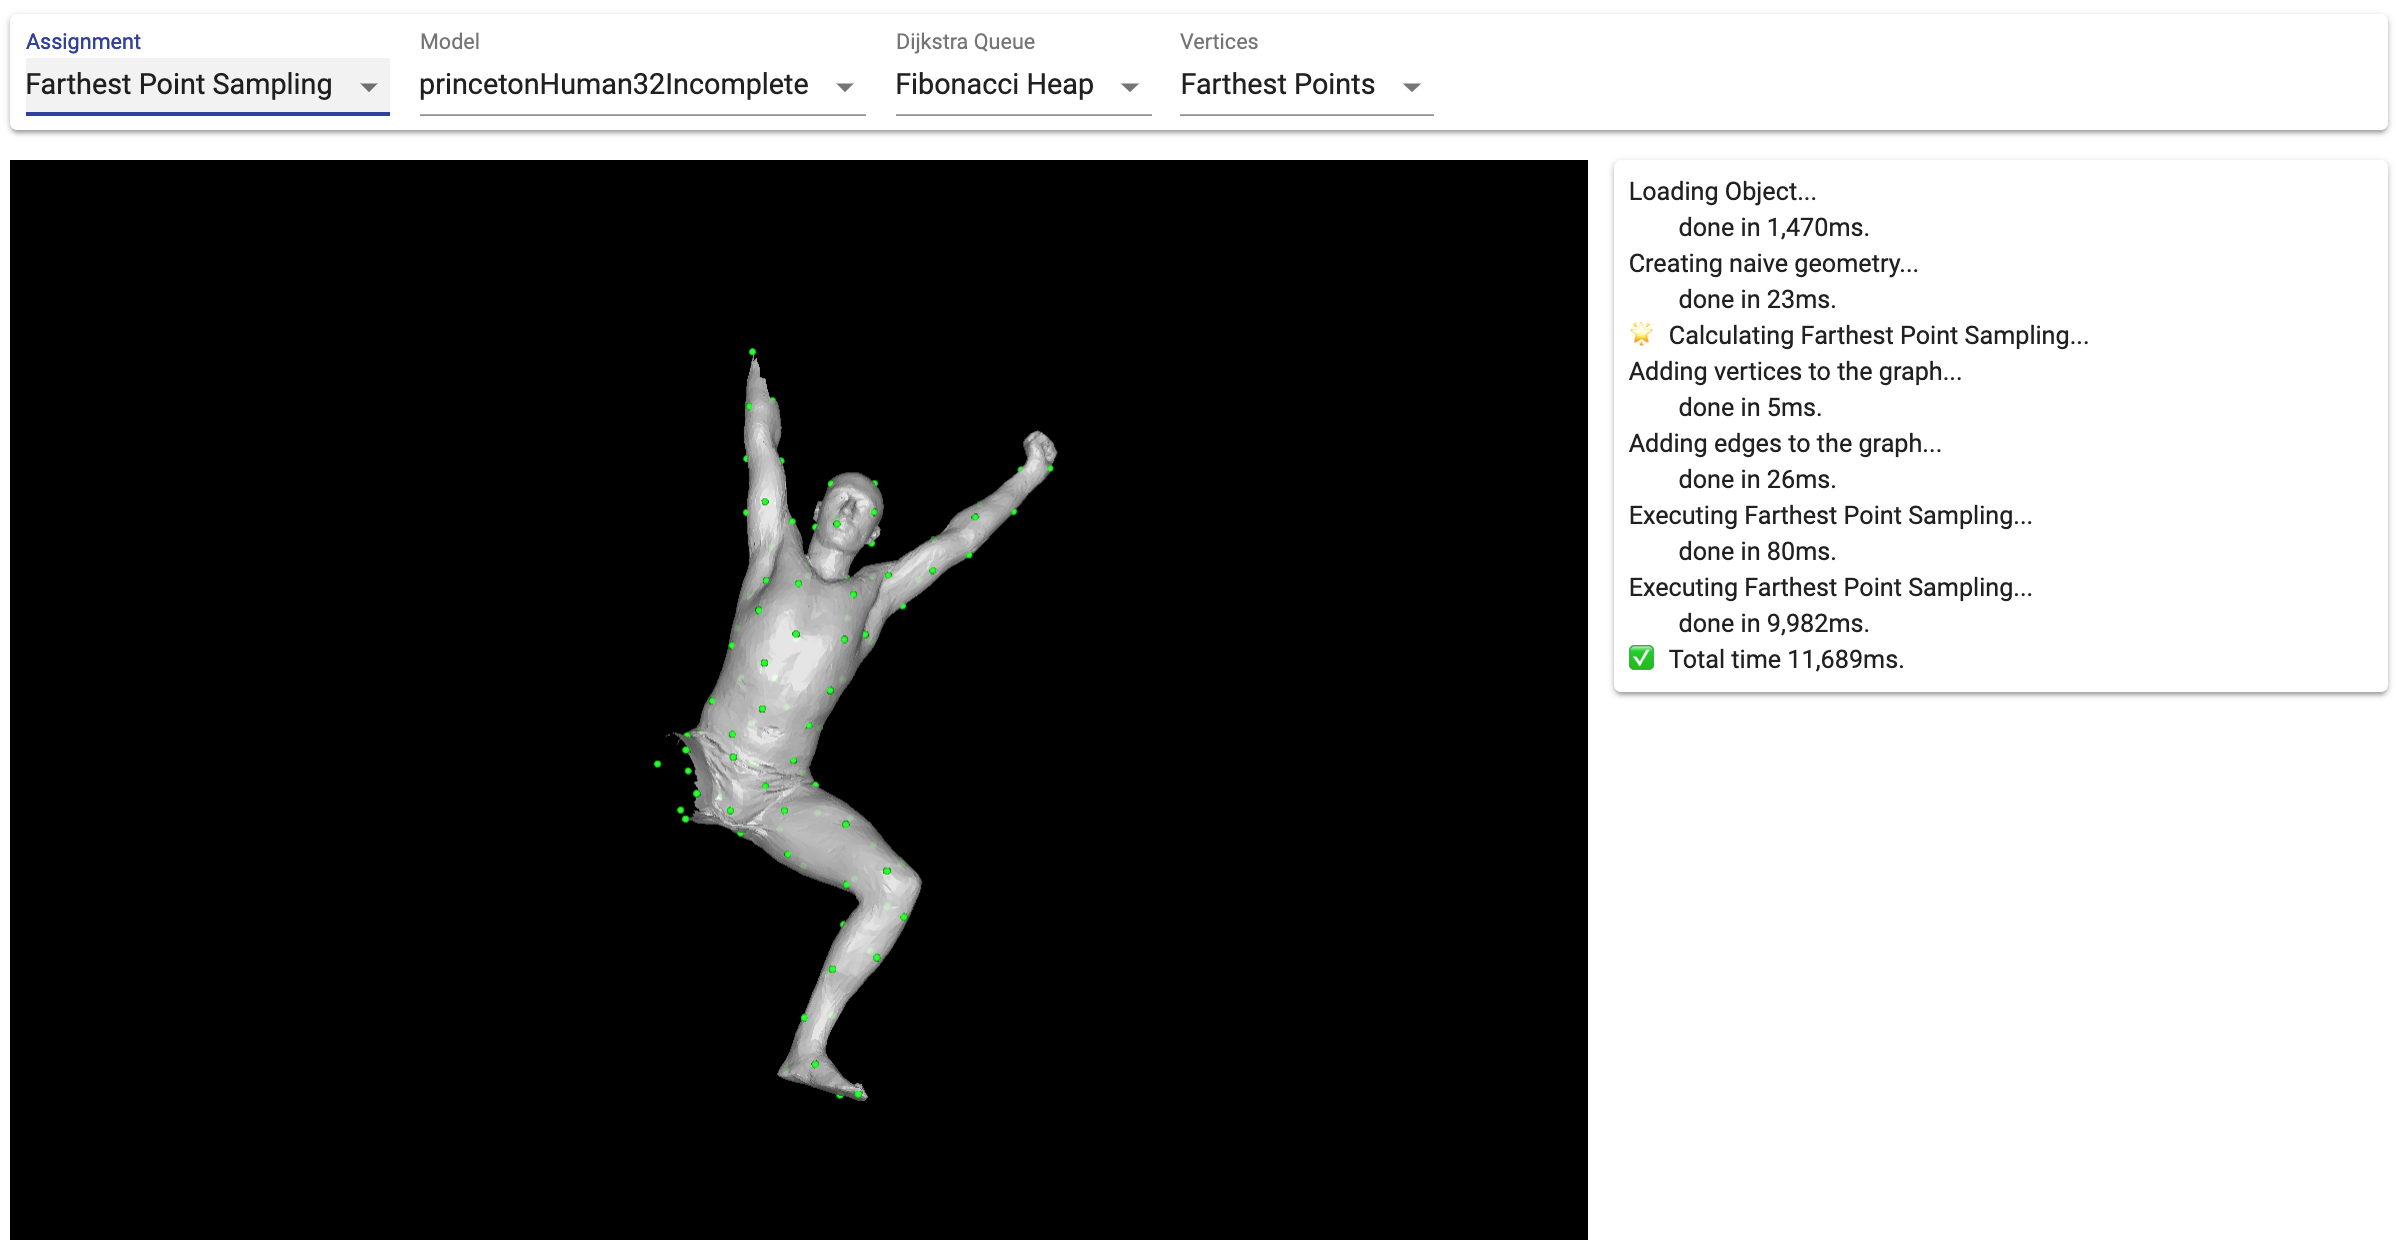 Assignment Model Dijkstra Queue Vertices
Farthest Point Sampling princetonHuman32Incomplete Fibonacci Heap Farthest Points
Loading Object...
done in 1,470ms.
Creating naive geometry...
done in 23ms.
🌟 Calculating Farthest Point Sampling...
Adding vertices to the graph...
done in 5ms.
Adding edges to the graph...
done in 26ms.
Executing Farthest Point Sampling...
done in 80ms.
Executing Farthest Point Sampling...
done in 9,982ms.
✅ Total time 11,689ms.